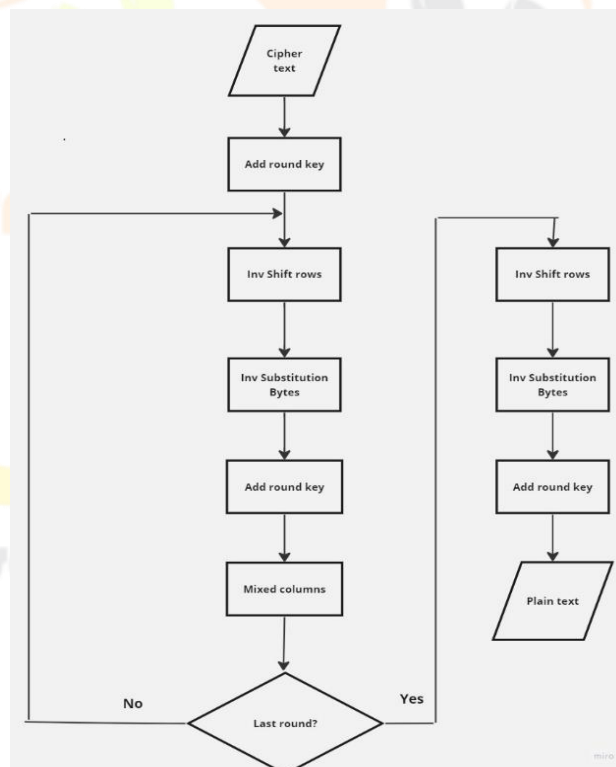 Cipher
text
Add round key
Inv Shift rows
Inv Substitution
Bytes
Add round key
Mixed columns
Last round?
No
Yes
Inv Shift rows
Inv Substitution
Bytes
Add round key
Plain text
miro